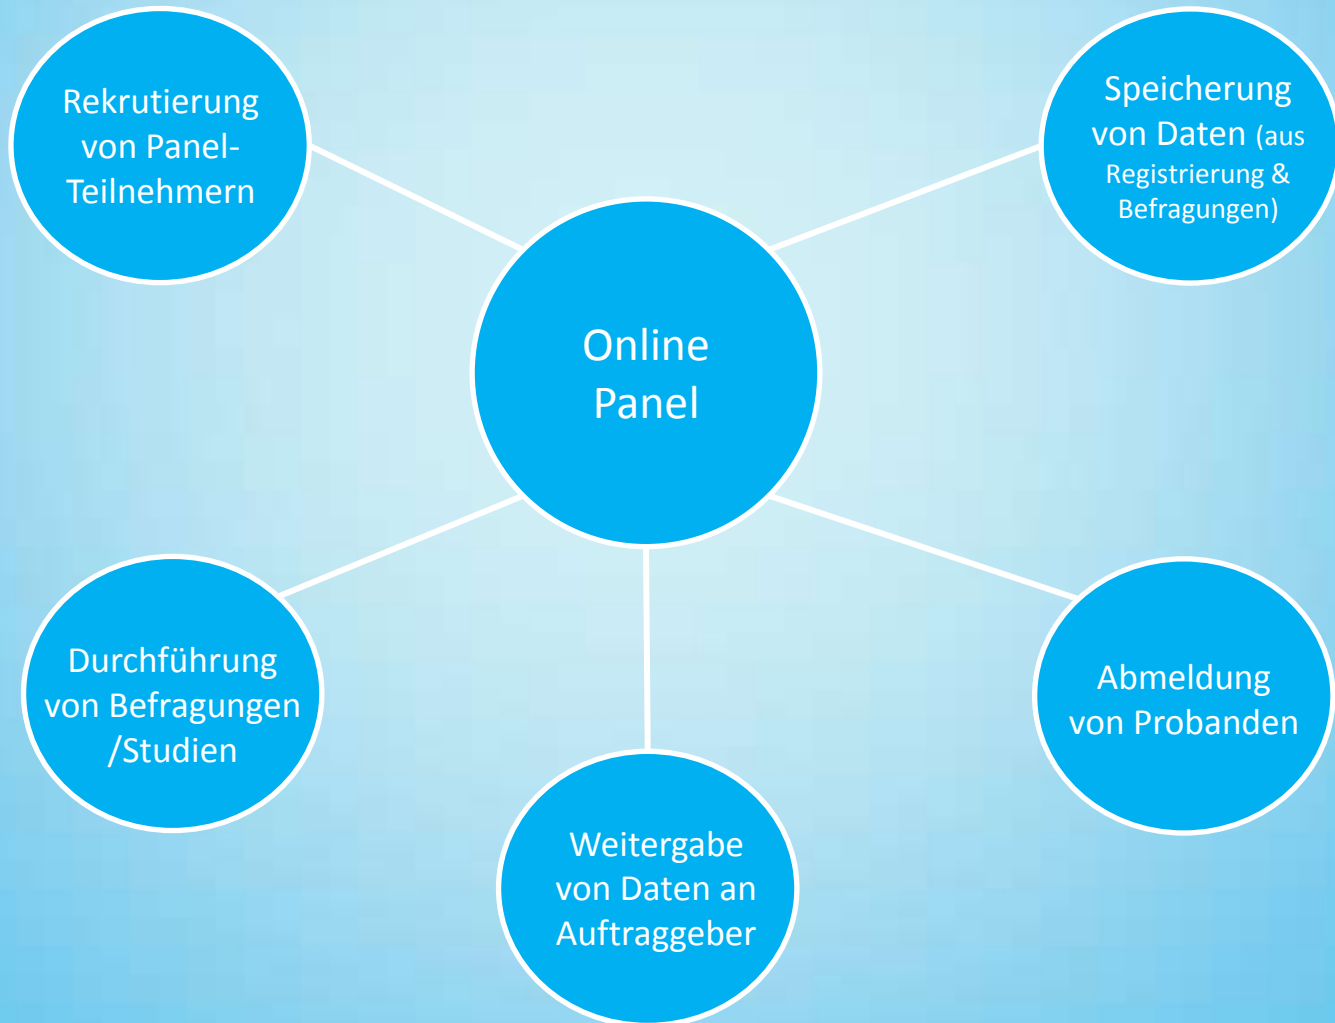 Rekrutierung
von Panel-
Teilnehmern
Speicherung
von Daten (aus
Registrierung &
Befragungen)
Online
Panel
Durchführung
von Befragungen
/Studien
Abmeldung
von Probanden
Weitergabe
von Daten an
Auftraggeber